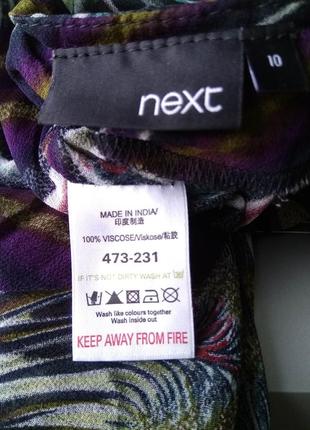 next
10
MADE IN INDIA/
印度制造
100% VISCOSE/Viskose/粘胶
473-231
IF IT'S NOT DIRTY WASH AT
Wash like colours together
Wash inside out
KEEP AWAY FROM FIRE